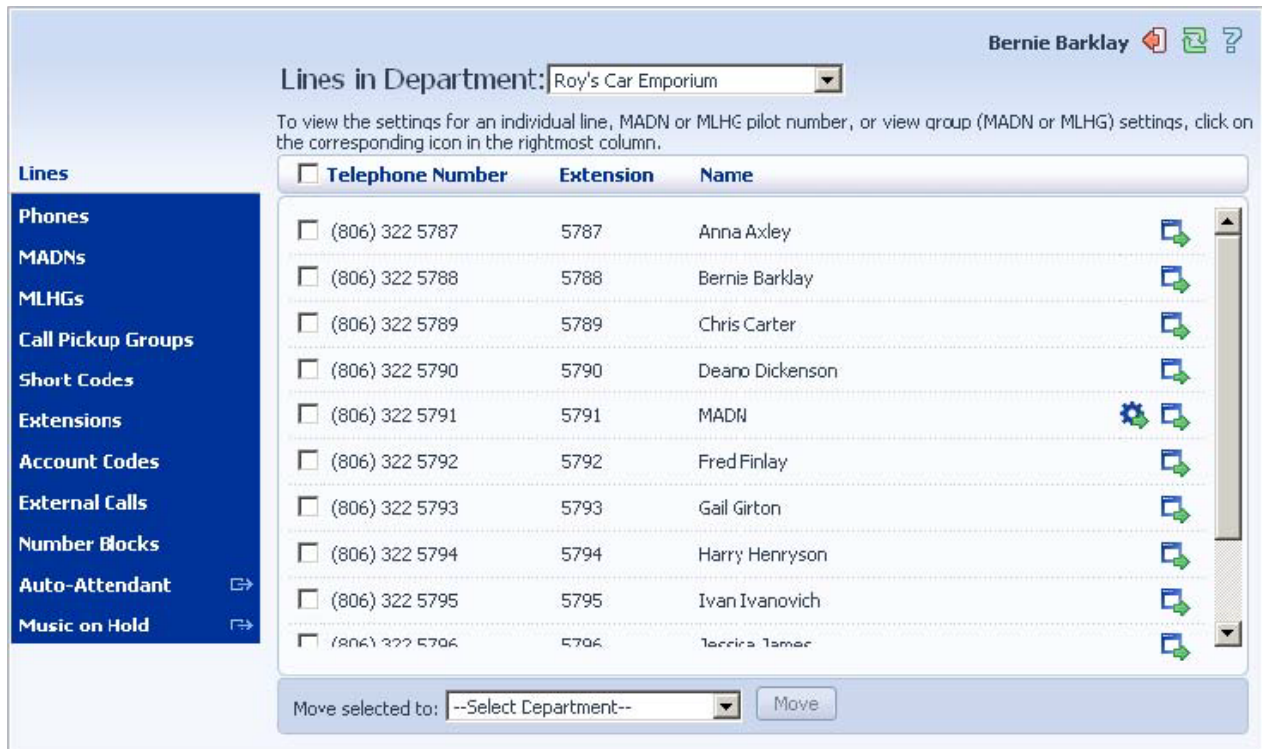 Bernie Barklay
Lines in Department: Roy's Car Emporium
To view the settings for an individual line, MADN or MLHG pilot number, or view group (MADN or MLHG) settings, click on
the corresponding icon in the rightmost column.
Lines
Phones
MADNs
MLHGs
Call Pickup Groups
Short Codes
Extensions
Account Codes
External Calls
Number Blocks
Auto-Attendant
Music on Hold
Telephone Number Extension Name
(806) 322 5787 5787 Anna Axley
(806) 322 5788 5788 Bernie Barklay
(806) 322 5789 5789 Chris Carter
(806) 322 5790 5790 Deano Dickenson
(806) 322 5791 5791 MADN
(806) 322 5792 5792 Fred Finlay
(806) 322 5793 5793 Gail Girton
(806) 322 5794 5794 Harry Henryson
(806) 322 5795 5795 Ivan Ivanovich
(806) 322 5796 5796 Jessica James
Move selected to: --Select Department-- Move